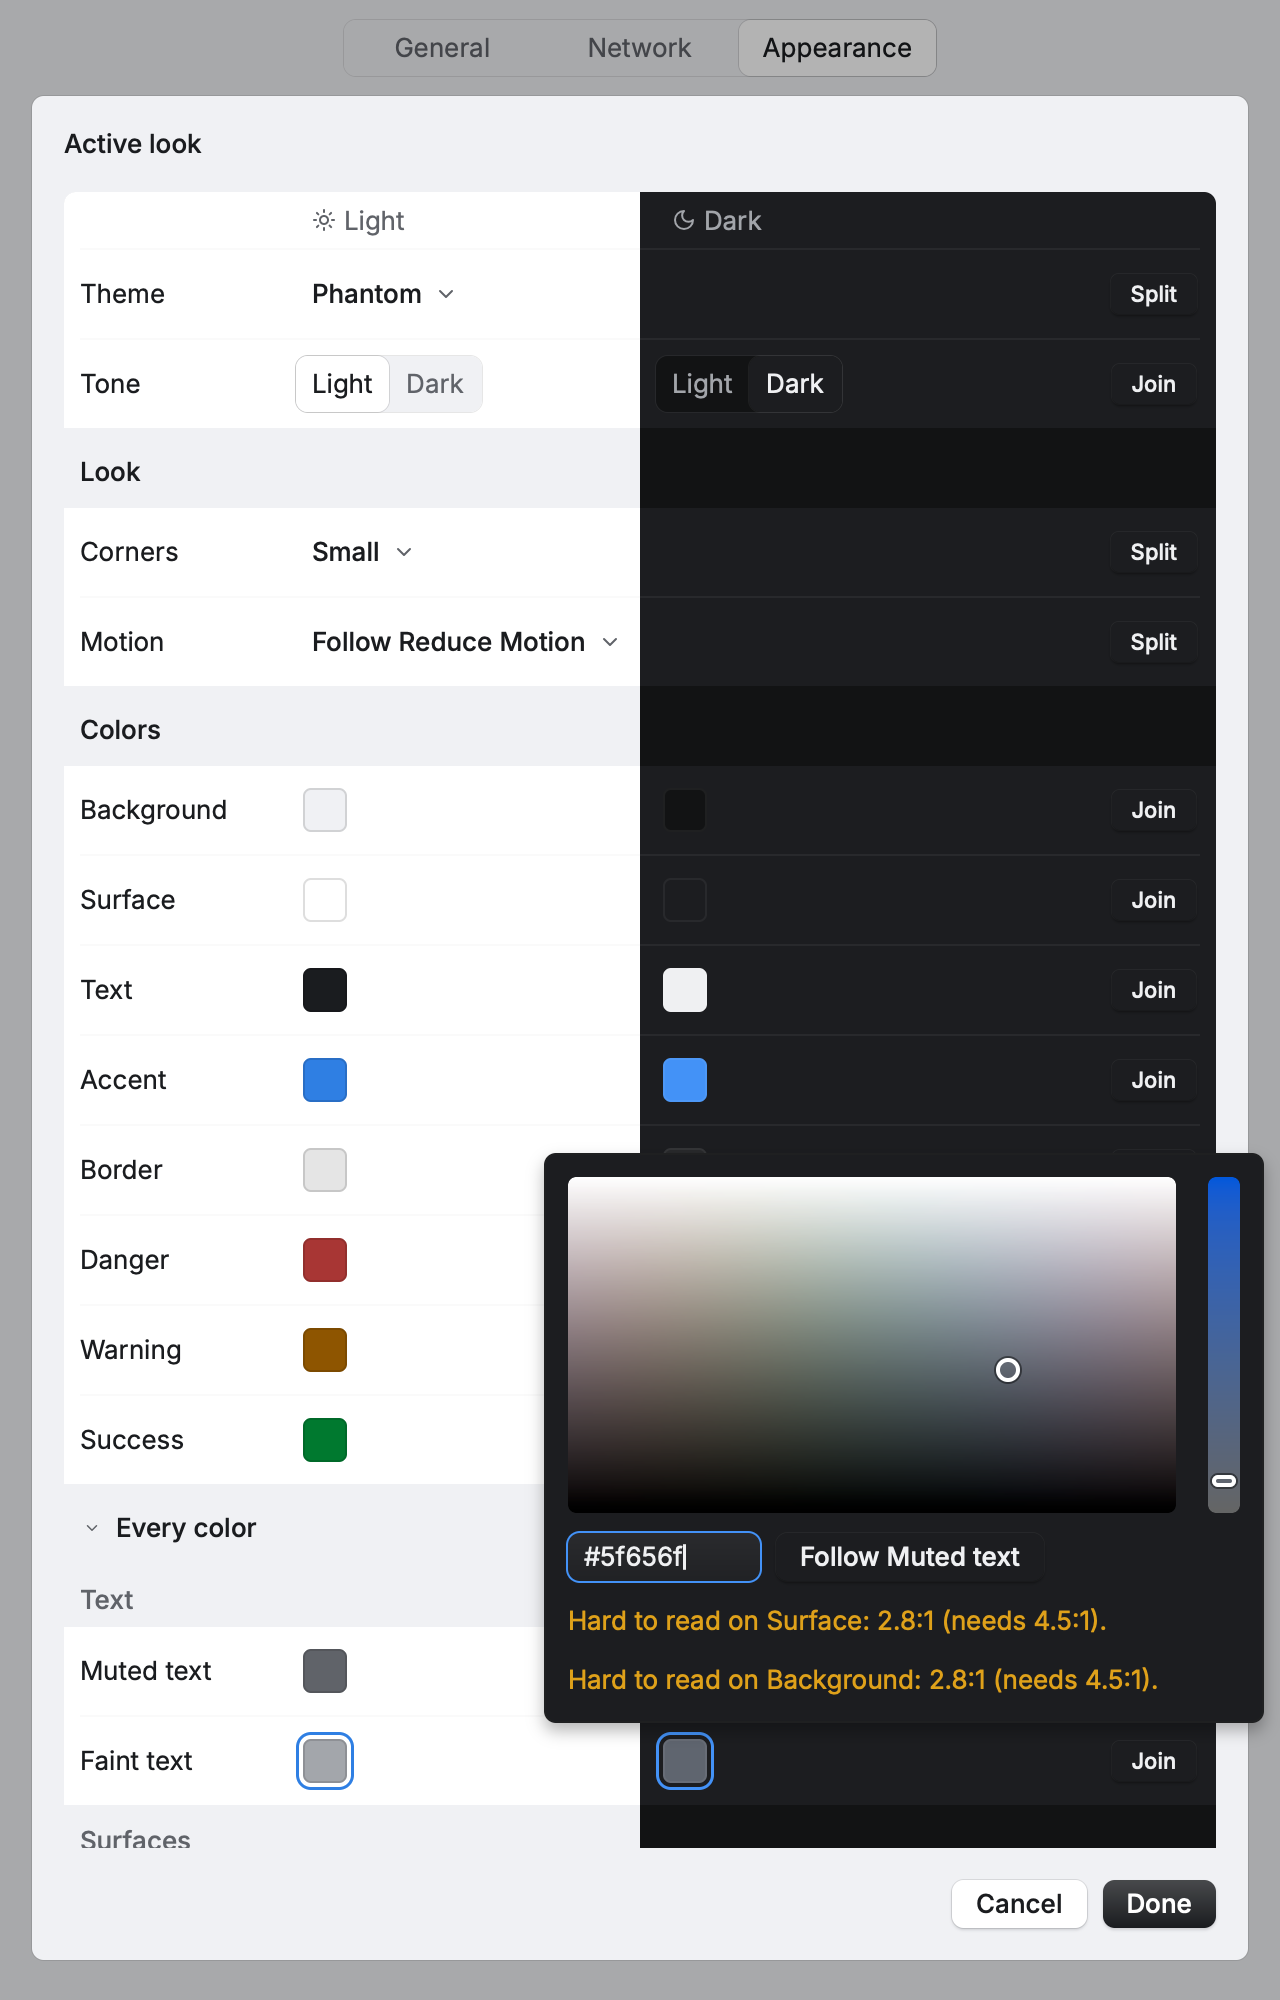 General Network Appearance
Active look
Light Dark
Theme Phantom Split
Tone Light Dark Light Dark Join
Look
Corners Small Split
Motion Follow Reduce Motion Split
Colors
Background Join
Surface Join
Text Join
Accent Join
Border
Danger
Warning
Success
Every color
#5f656f Follow Muted text
Text
Hard to read on Surface: 2.8:1 (needs 4.5:1).
Muted text
Hard to read on Background: 2.8:1 (needs 4.5:1).
Faint text Join
Surfaces
Cancel Done